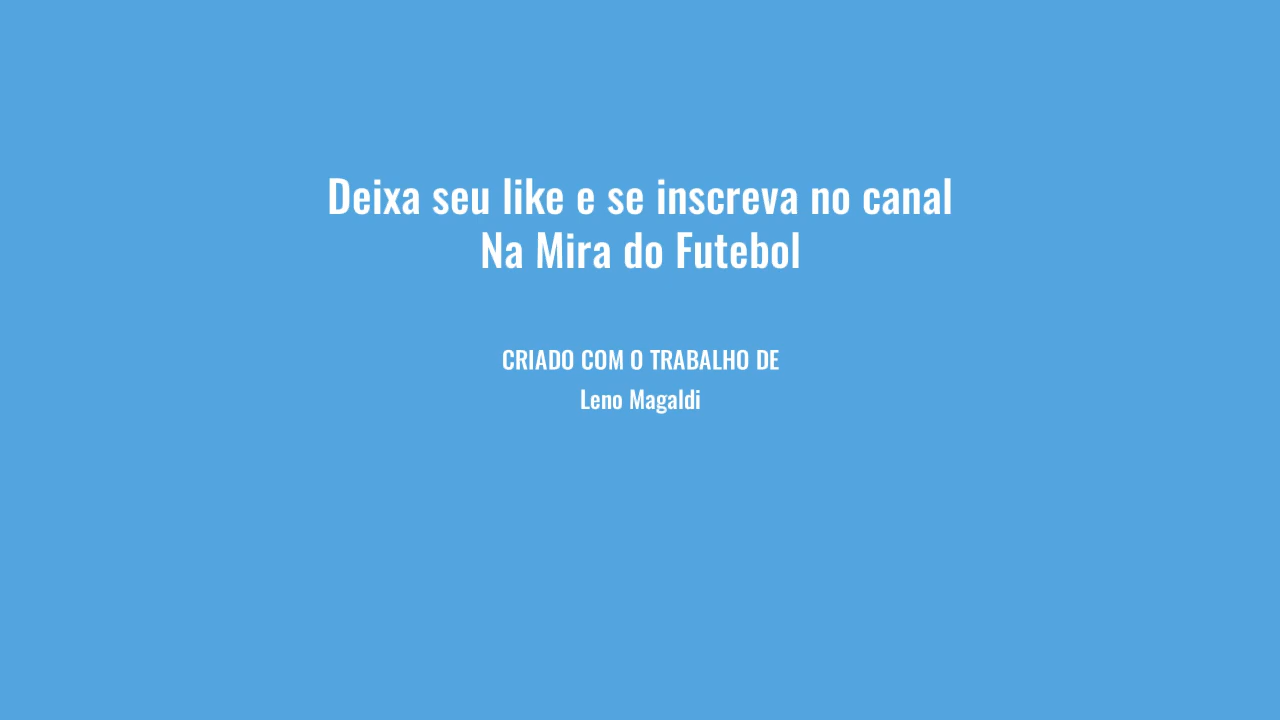 Deixa seu like e se inscreva no canal
Na Mira do Futebol
CRIADO COM O TRABALHO DE
Leno Magaldi